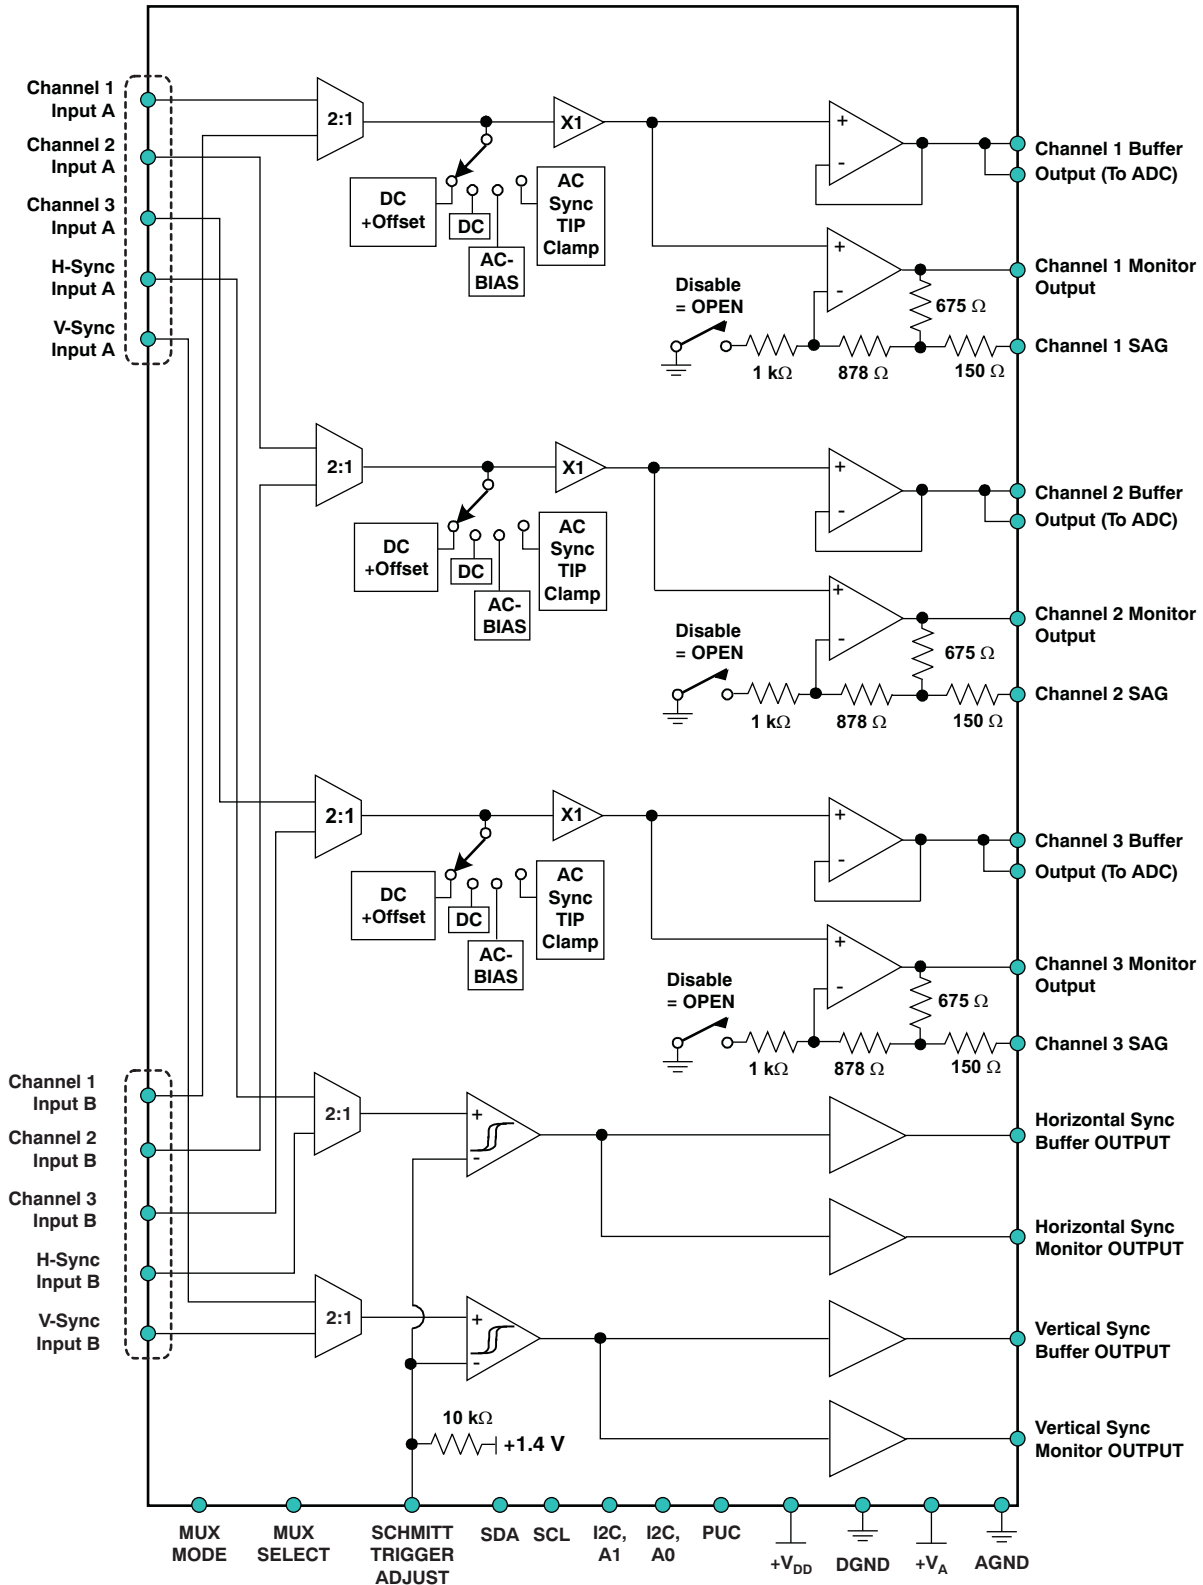 Channel 1
Input A
Channel 2
Input A
Channel 3
Input A
H-Sync
Input A
V-Sync
Input A
2:1
X1
+
-
DC
+Offset
DC
AC-
BIAS
AC
Sync
TIP
Clamp
Channel 1 Buffer
Output (To ADC)
+
-
Channel 1 Monitor
Output
Disable
= OPEN
675 Ω
1 kΩ
878 Ω
150 Ω
Channel 1 SAG
2:1
X1
+
-
DC
+Offset
DC
AC-
BIAS
AC
Sync
TIP
Clamp
Channel 2 Buffer
Output (To ADC)
+
-
Channel 2 Monitor
Output
Disable
= OPEN
675 Ω
1 kΩ
878 Ω
150 Ω
Channel 2 SAG
2:1
X1
+
-
DC
+Offset
DC
AC-
BIAS
AC
Sync
TIP
Clamp
Channel 3 Buffer
Output (To ADC)
+
-
Channel 3 Monitor
Output
Disable
= OPEN
675 Ω
1 kΩ
878 Ω
150 Ω
Channel 3 SAG
Channel 1
Input B
Channel 2
Input B
Channel 3
Input B
H-Sync
Input B
V-Sync
Input B
2:1
+
-
Horizontal Sync
Buffer OUTPUT
Horizontal Sync
Monitor OUTPUT
2:1
+
-
Vertical Sync
Buffer OUTPUT
Vertical Sync
Monitor OUTPUT
10 kΩ
+1.4 V
MUX
MODE
MUX
SELECT
SCHMITT
TRIGGER
ADJUST
SDA
SCL
I2C,
A1
I2C,
A0
PUC
+VDD
DGND
+VA
AGND